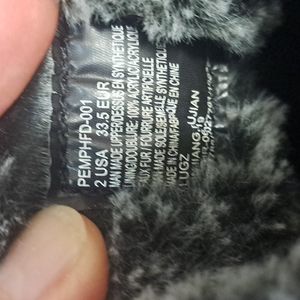 PEMPHFD-001
2 USA 33.5 EUR
MAN MADE UPPER/DESSUS EN SYNTHETIQUE
LINING/DOUBLURE: 100% ACRYLIC/ACRYLIQUE
FAUX FUR / FOURRURE ARTIFICIELLE
MAN MADE SOLE/SEMELLE SYNTHETIQUE
MADE IN CHINA/FABRIQUE EN CHINE
LUGZ
UJIAN